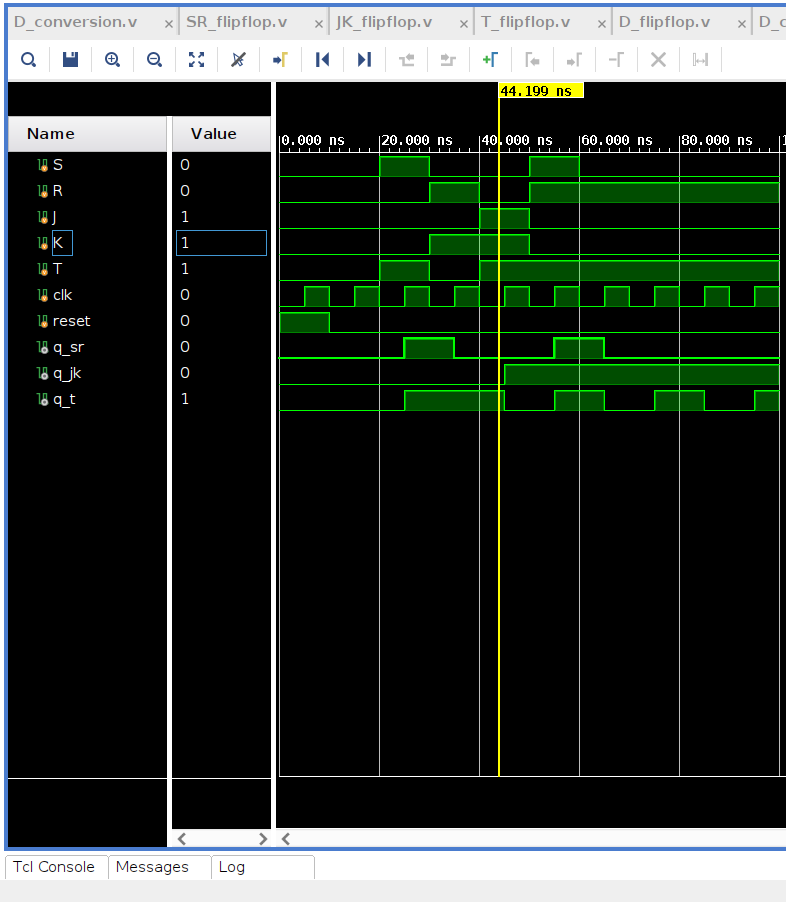 D_conversion.v × SR_flipflop.v × JK_flipflop.v × T_flipflop.v × D_flipflop.v × D_c
44.199 ns
Name Value
0.000 ns 20.000 ns 40.000 ns 60.000 ns 80.000 ns
S 0
R 0
J 1
K 1
T 1
clk 0
reset 0
q_sr 0
q_jk 0
q_t 1
Tcl Console Messages Log